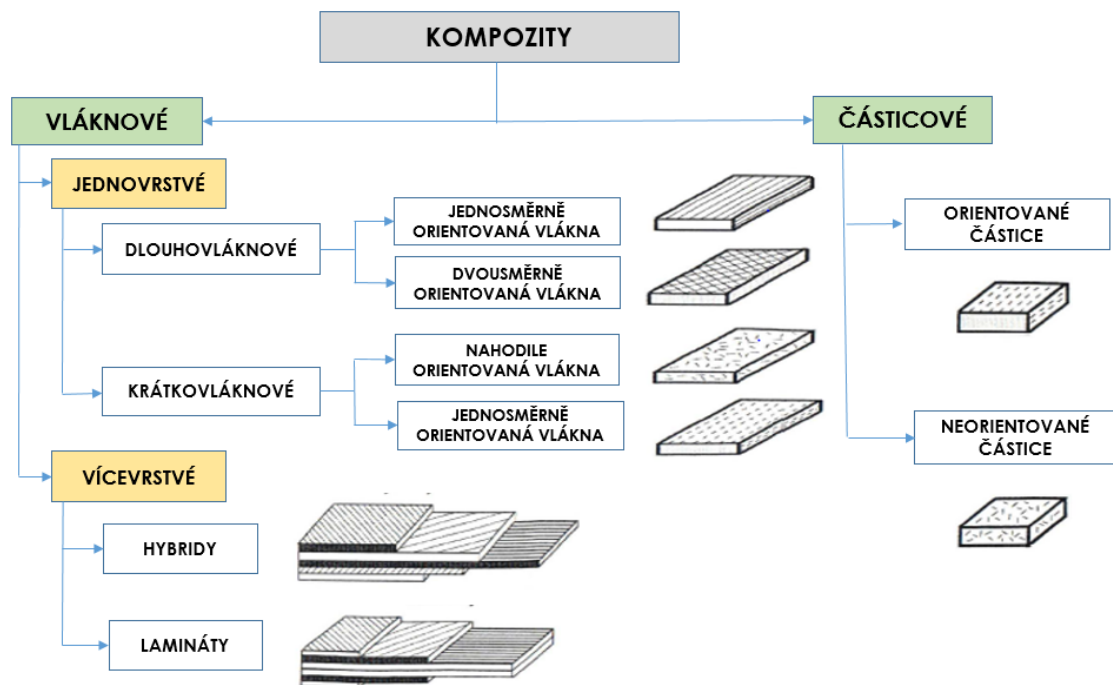 KOMPOZITY
VLÁKNOVÉ
ČÁSTICOVÉ
JEDNOVRSTVÉ
DLOUHOVLÁKNOVÉ
JEDNOSMĚRNĚ
ORIENTOVANÁ VLÁKNA
DVOUSMĚRNĚ
ORIENTOVANÁ VLÁKNA
KRÁTKOVLÁKNOVÉ
NAHODILE
ORIENTOVANÁ VLÁKNA
JEDNOSMĚRNĚ
ORIENTOVANÁ VLÁKNA
VÍCEVRSTVÉ
HYBRIDY
LAMINÁTY
ORIENTOVANÉ
ČÁSTICE
NEORIENTOVANÉ
ČÁSTICE